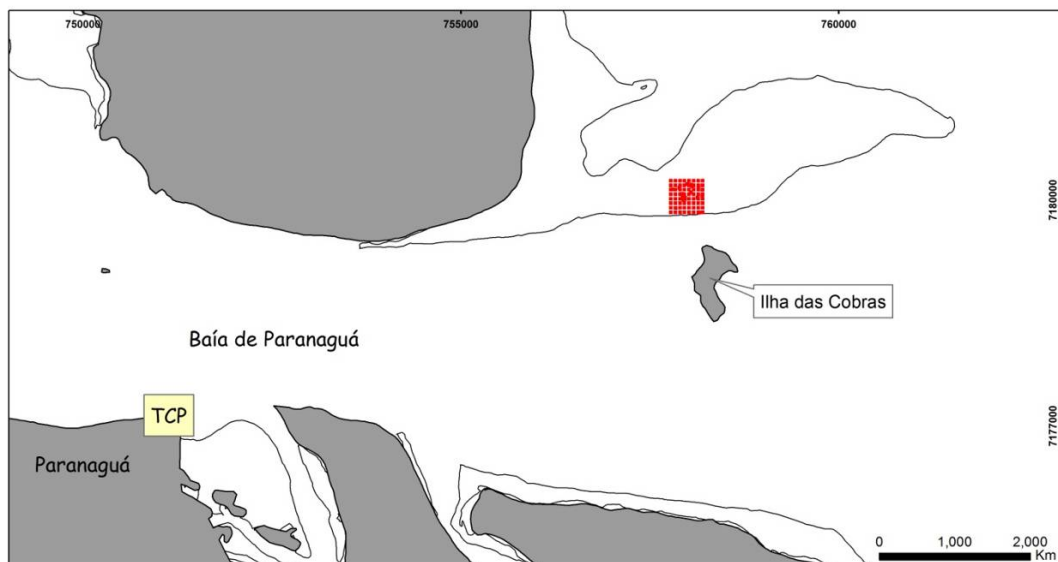 750000
755000
760000
7180000
Ilha das Cobras
Baía de Paranaguá
TCP
7177000
Paranaguá
0 1,000 2,000
Km